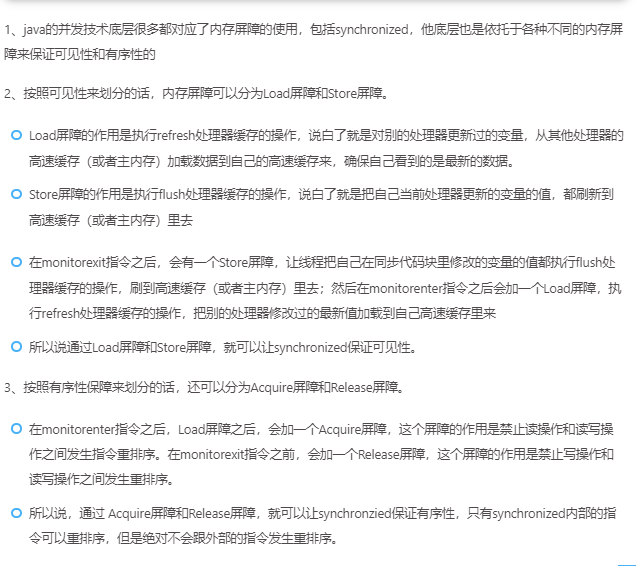 1、java的并发技术底层很多都对应了内存屏障的使用，包括synchronized，他底层也是依托于各种不同的内存屏
障来保证可见性和有序性的
2、按照可见性来划分的话，内存屏障可以分为Load屏障和Store屏障。
Load屏障的作用是执行refresh处理器缓存的操作，说白了就是对别的处理器更新过的变量，从其他处理器的
高速缓存（或者主内存）加载数据到自己的高速缓存来，确保自己看到的是最新的数据。
Store屏障的作用是执行flush处理器缓存的操作，说白了就是把自己当前处理器更新的变量的值，都刷新到
高速缓存（或者主内存）里去
在monitorexit指令之后，会有一个Store屏障，让线程把自己在同步代码块里修改的变量的值都执行flush处
理器缓存的操作，刷到高速缓存（或者主内存）里去；然后在monitorenter指令之后会加一个Load屏障，执
行refresh处理器缓存的操作，把别的处理器修改过的最新值加载到自己高速缓存里来
所以说通过Load屏障和Store屏障，就可以让synchronized保证可见性。
3、按照有序性保障来划分的话，还可以分为Acquire屏障和Release屏障。
在monitorenter指令之后，Load屏障之后，会加一个Acquire屏障，这个屏障的作用是禁止读操作和读写操
作之间发生指令重排序。在monitorexit指令之前，会加一个Release屏障，这个屏障的作用是禁止写操作和
读写操作之间发生重排序。
所以说，通过 Acquire屏障和Release屏障，就可以让synchronzied保证有序性，只有synchronized内部的指
令可以重排序，但是绝对不会跟外部的指令发生重排序。